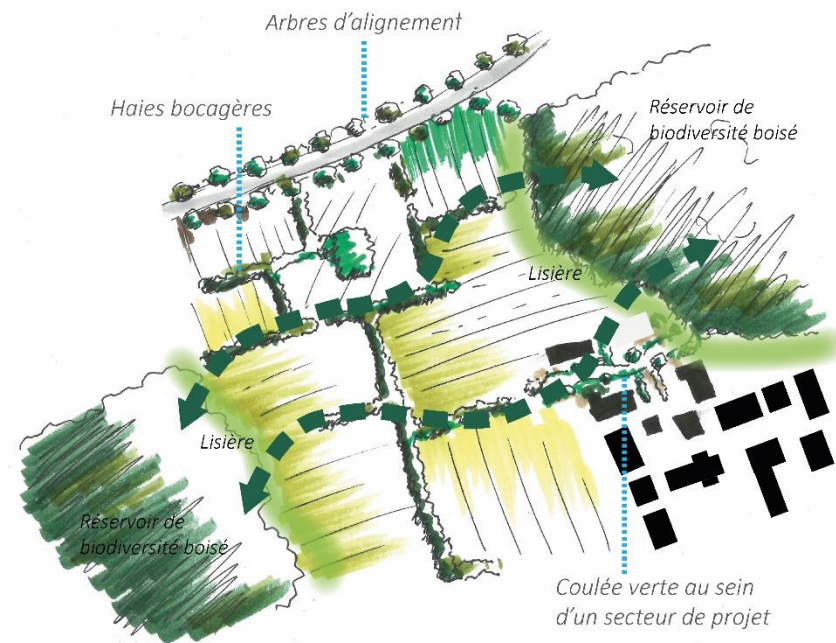 Arbres d'alignement
Haies bocagères
Réservoir de
biodiversité boisé
Lisière
Lisière
Réservoir de
biodiversité boisé
Coulée verte au sein
d'un secteur de projet